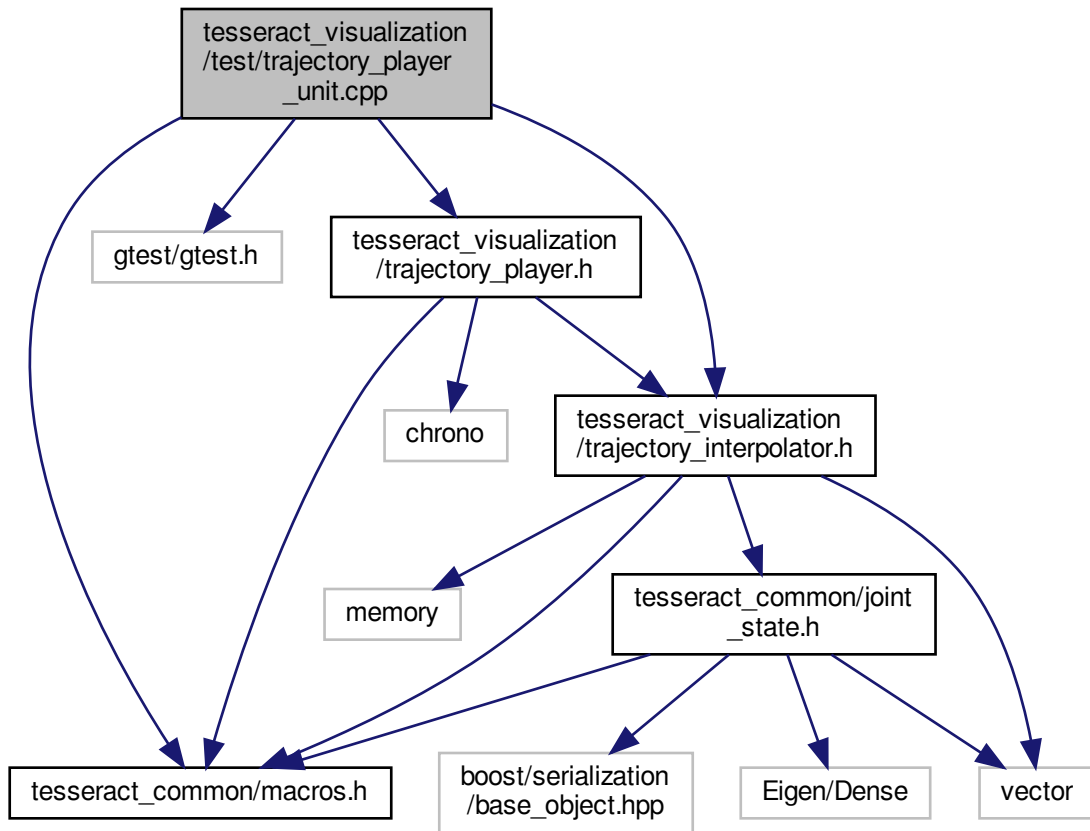 tesseract_visualization
/test/trajectory_player
_unit.cpp
gtest/gtest.h
tesseract_visualization
/trajectory_player.h
chrono
tesseract_visualization
/trajectory_interpolator.h
memory
tesseract_common/joint
_state.h
tesseract_common/macros.h
boost/serialization
/base_object.hpp
Eigen/Dense
vector